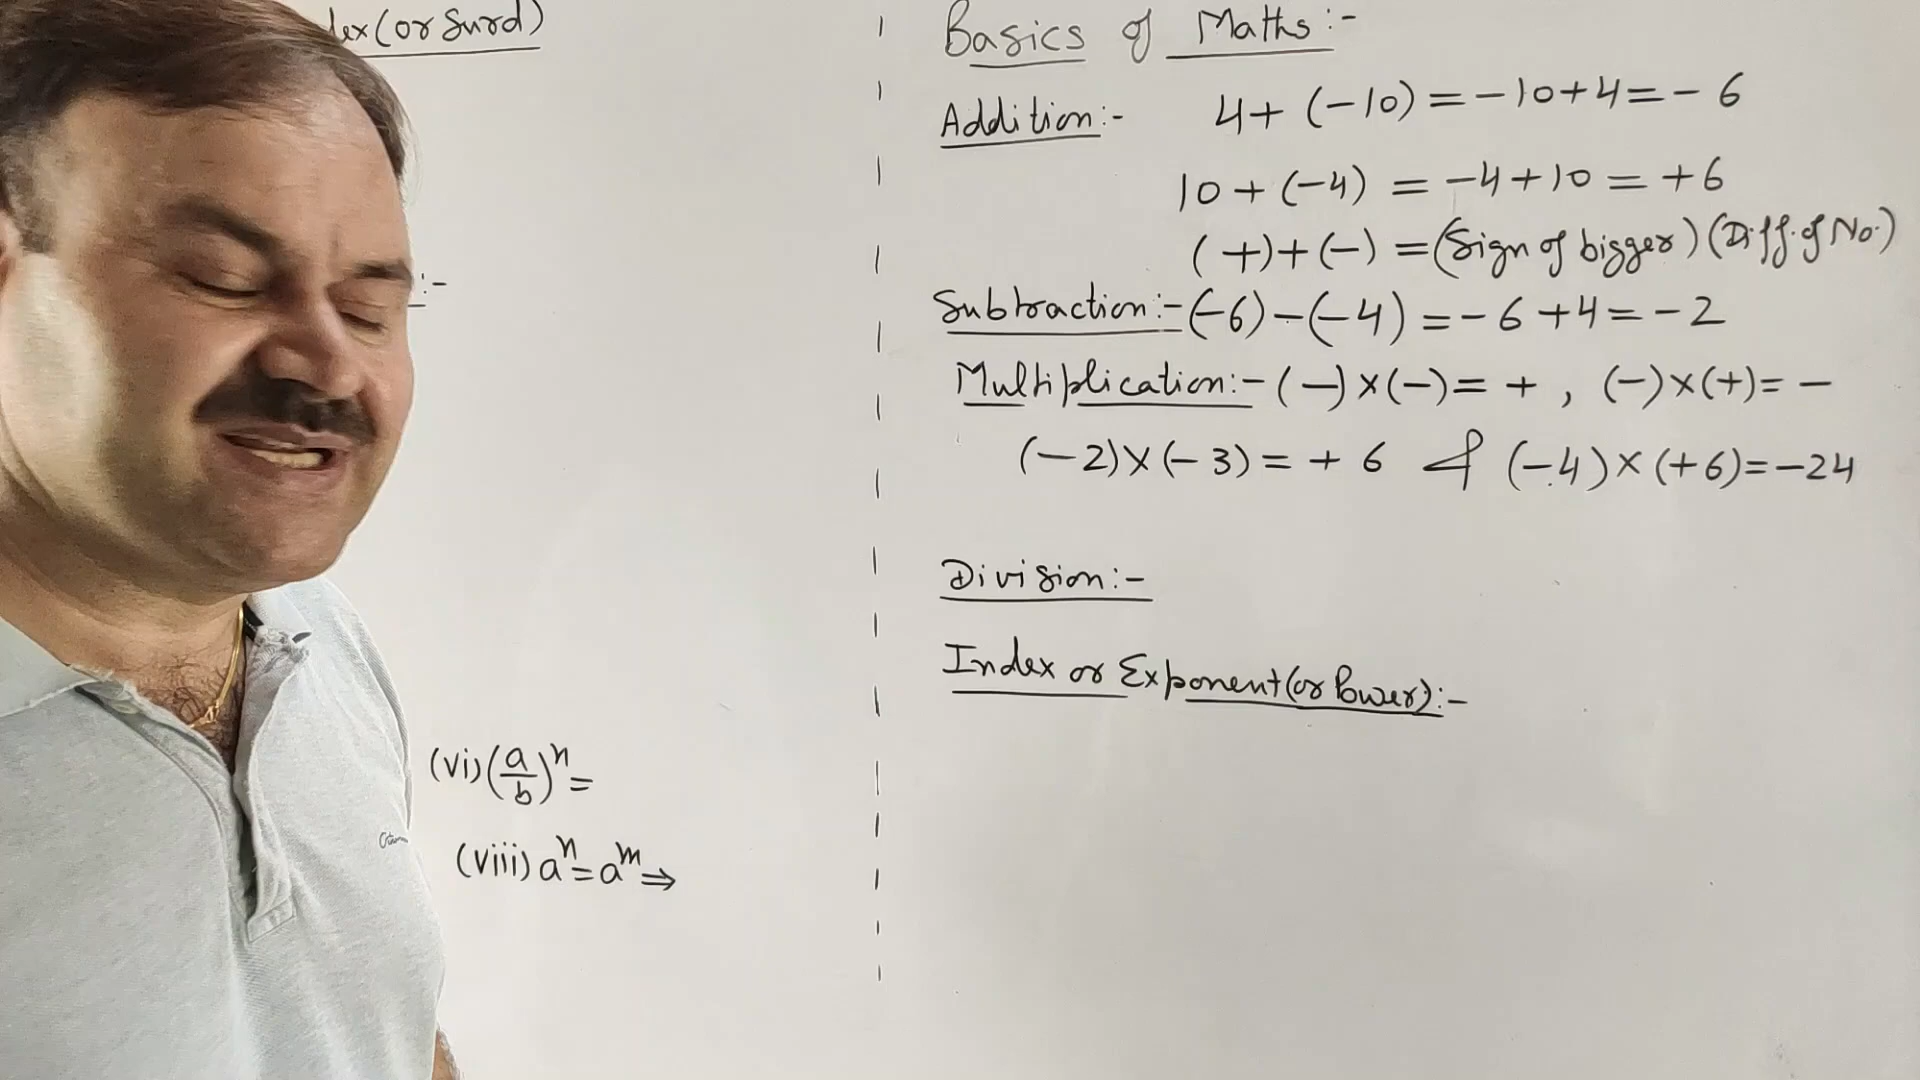 dex (or Surd)
:-
(vi) (a/b)ⁿ =
(viii) aⁿ = aᵐ ⇒
Basics of Maths :-
Addition :- 4 + (-10) = -10 + 4 = - 6
10 + (-4) = -4 + 10 = +6
(+) + (-) = (Sign of bigger) (Diff. of No.)
Subtraction :- (-6) - (-4) = - 6 + 4 = - 2
Multiplication :- (-) × (-) = + , (-) × (+) = -
(-2) × (-3) = + 6 & (-4) × (+6) = -24
Division :-
Index or Exponent (or Power) :-